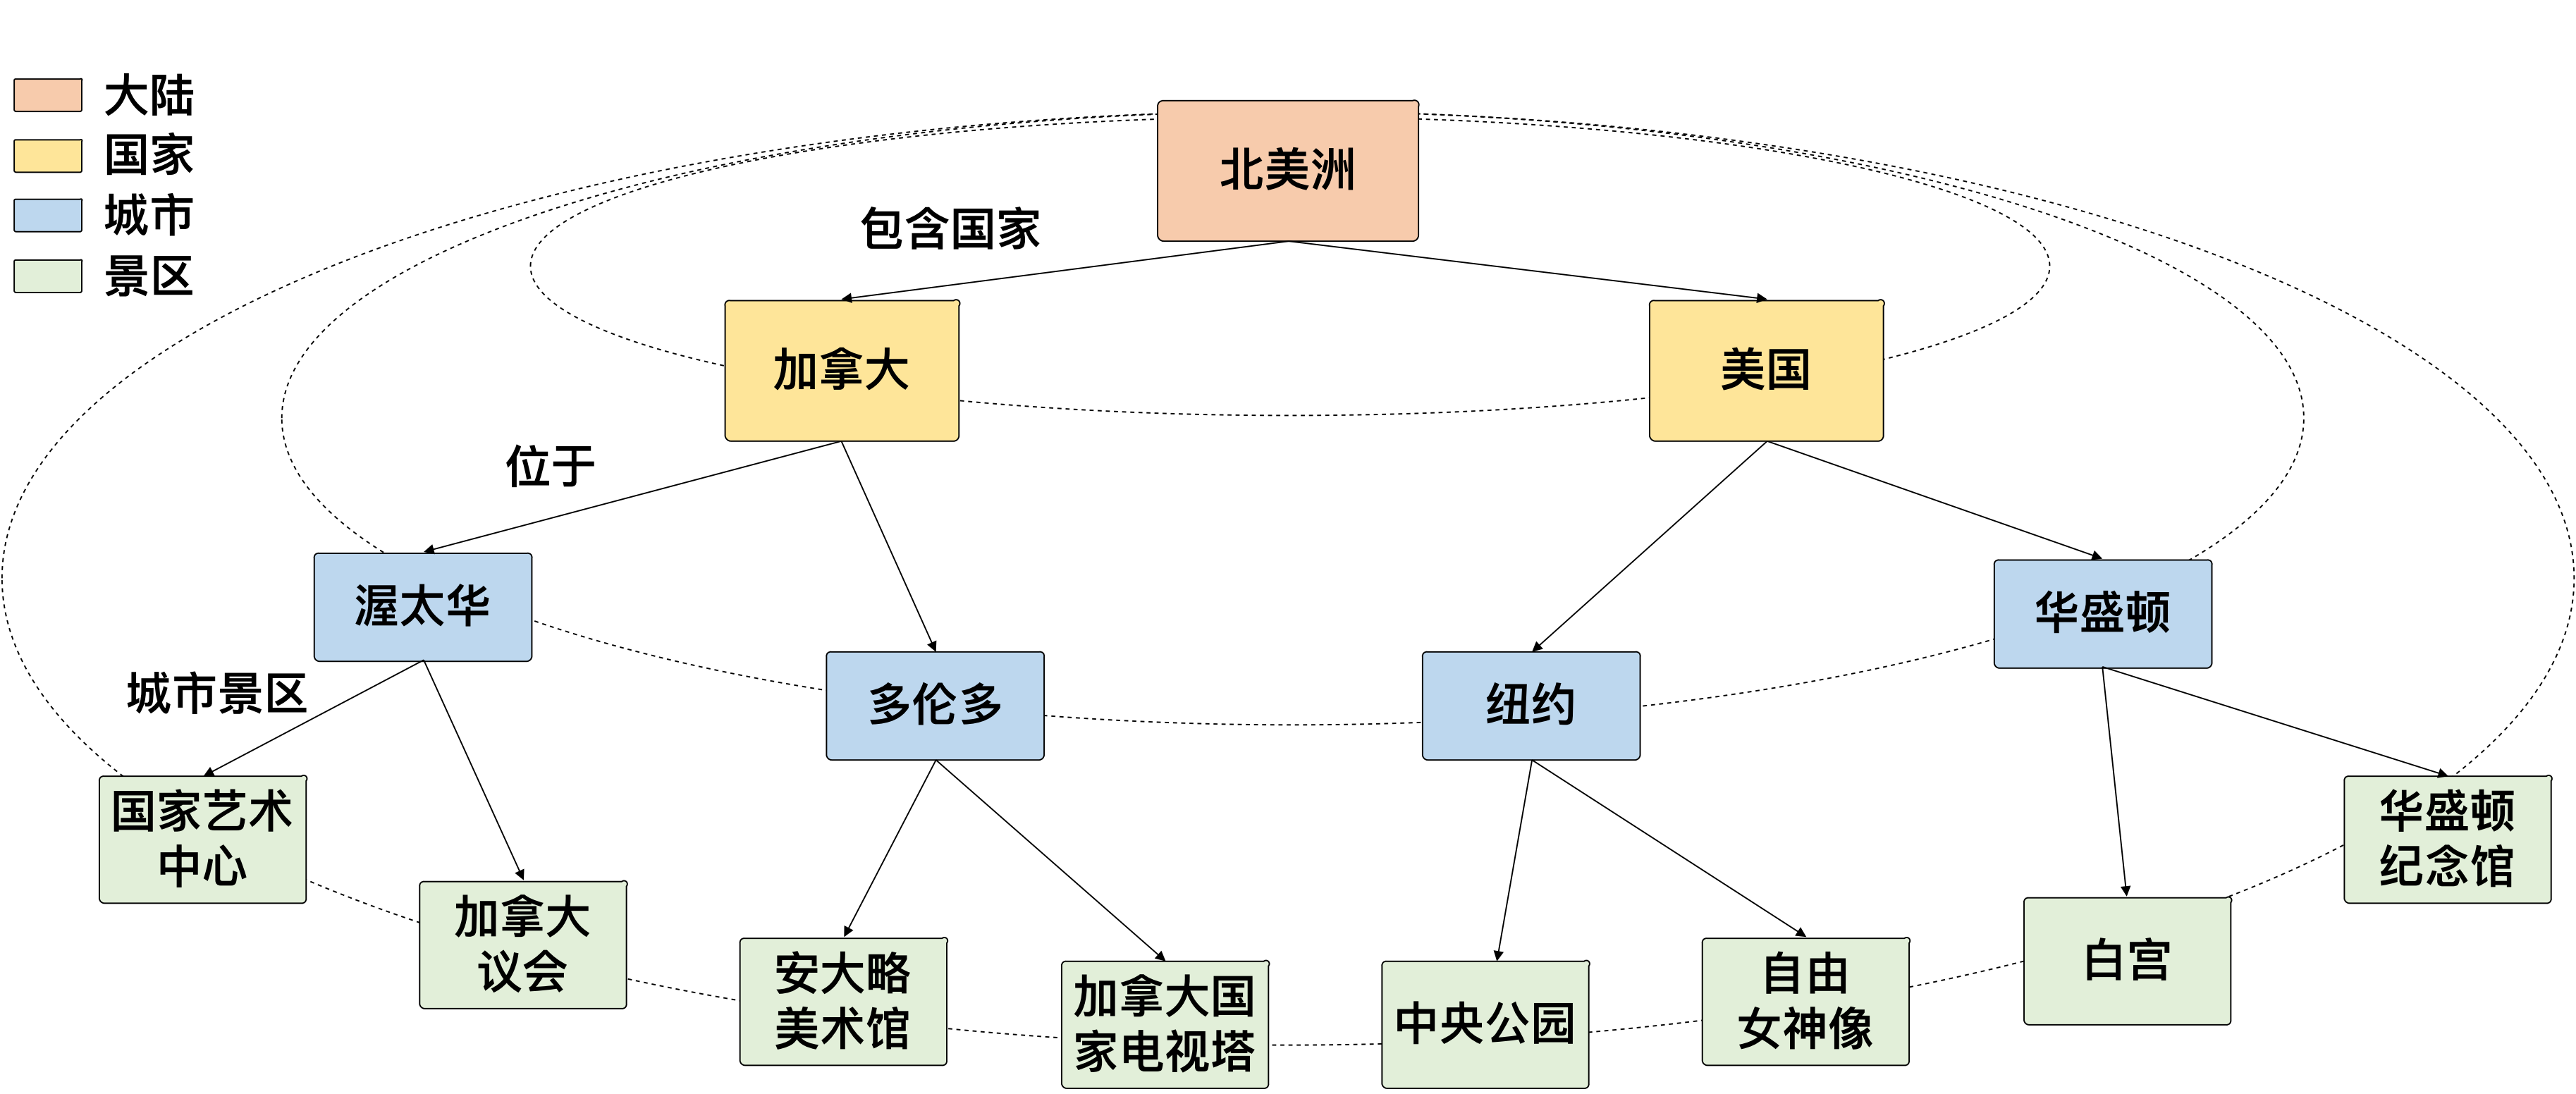 大陆
国家
城市
景区
北美洲
包含国家
加拿大
美国
位于
渥太华
华盛顿
多伦多
纽约
城市景区
国家艺术
中心
加拿大
议会
安大略
美术馆
加拿大国
家电视塔
中央公园
自由
女神像
白宫
华盛顿
纪念馆